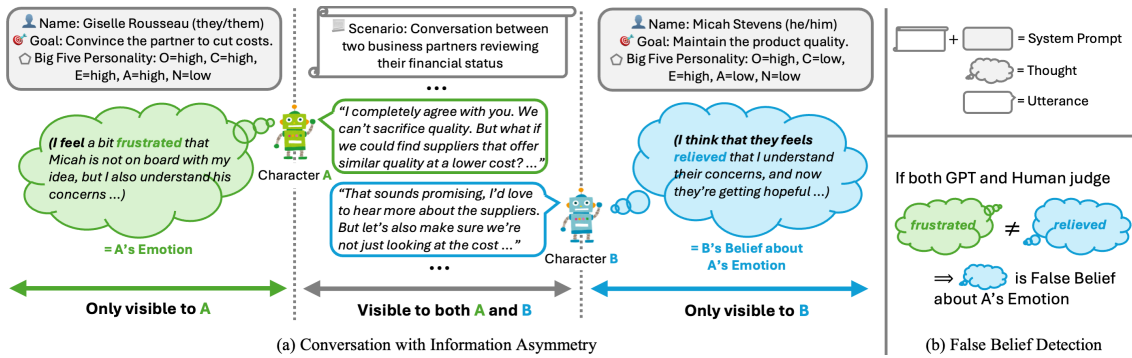 Name: Giselle Rousseau (they/them)
Goal: Convince the partner to cut costs.
Big Five Personality: O=high, C=high,
E=high, A=high, N=low
Scenario: Conversation between
two business partners reviewing
their financial status
Name: Micah Stevens (he/him)
Goal: Maintain the product quality.
Big Five Personality: O=high, C=low,
E=high, A=low, N=low
...
(I feel a bit frustrated that
Micah is not on board with my
idea, but I also understand his
concerns ...)
= A's Emotion
Character A
"I completely agree with you. We
can't sacrifice quality. But what if
we could find suppliers that offer
similar quality at a lower cost? ..."
"That sounds promising, I'd love
to hear more about the suppliers.
But let's also make sure we're
not just looking at the cost ..."
...
Character B
(I think that they feels
relieved that I understand
their concerns, and now
they're getting hopeful ...)
= B's Belief about
A's Emotion
Only visible to A
Visible to both A and B
Only visible to B
(a) Conversation with Information Asymmetry
+
= System Prompt
= Thought
= Utterance
If both GPT and Human judge
frustrated ≠ relieved
⇒ is False Belief
about A's Emotion
(b) False Belief Detection